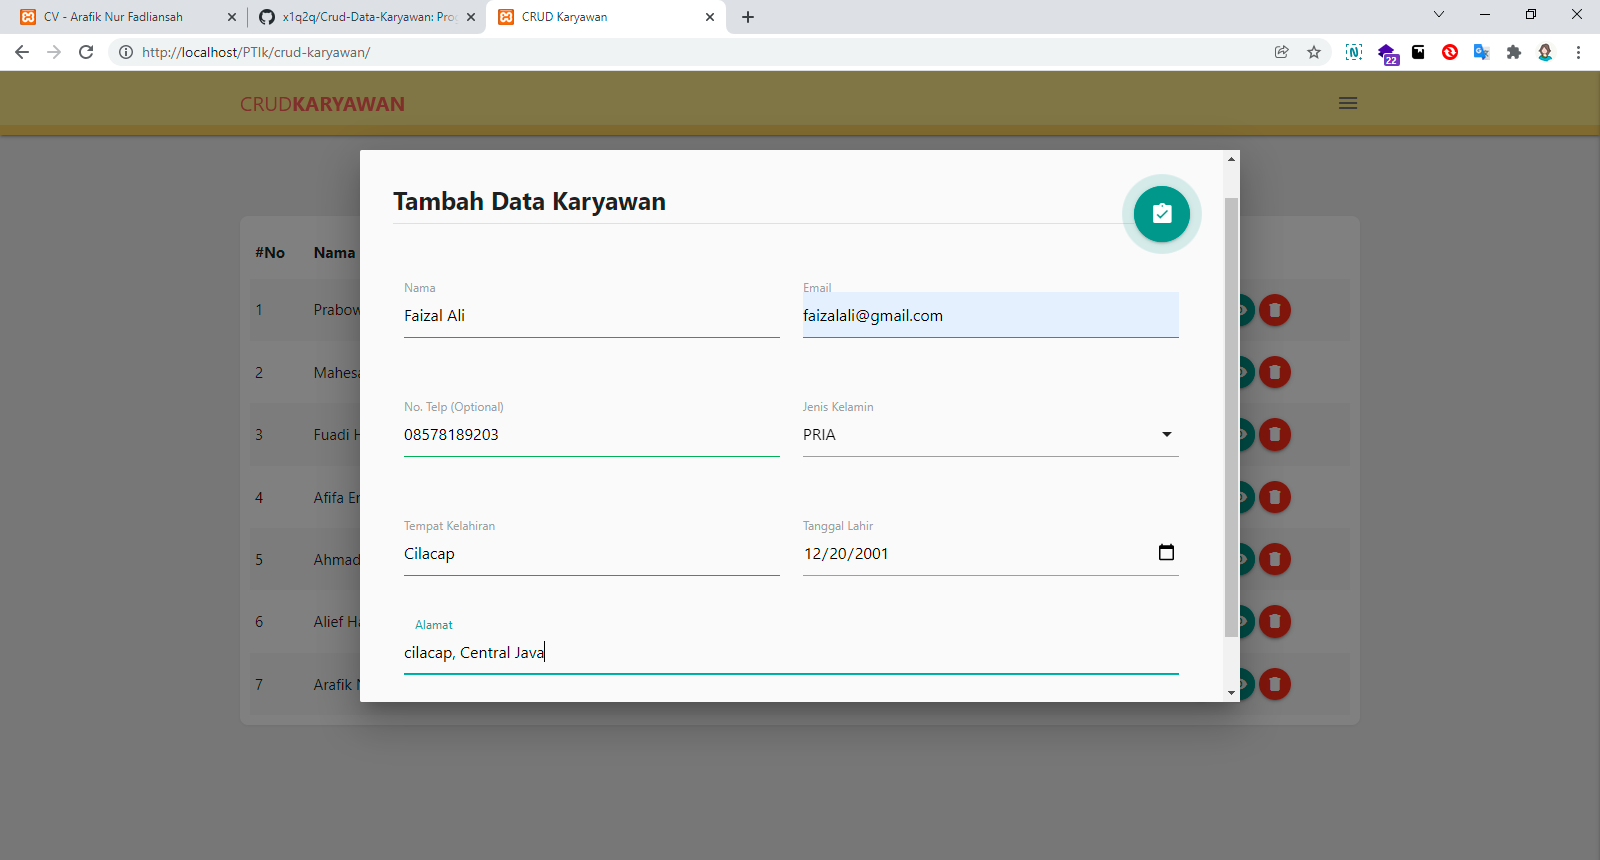 CV - Arafik Nur Fadliansah
x1q2q/Crud-Data-Karyawan: Pro
CRUD Karyawan
http://localhost/PTIk/crud-karyawan/
22
CRUDKARYAWAN
Tambah Data Karyawan
#No Nama
Nama
Faizal Ali
Email
faizalali@gmail.com
1 Prabow
2 Mahesa
No. Telp (Optional)
08578189203
Jenis Kelamin
PRIA
3 Fuadi H
4 Afifa
Tempat Kelahiran
Cilacap
Tanggal Lahir
12/20/2001
5 Ahmad
6 Alief Ha
Alamat
cilacap, Central Java
7 Arafik